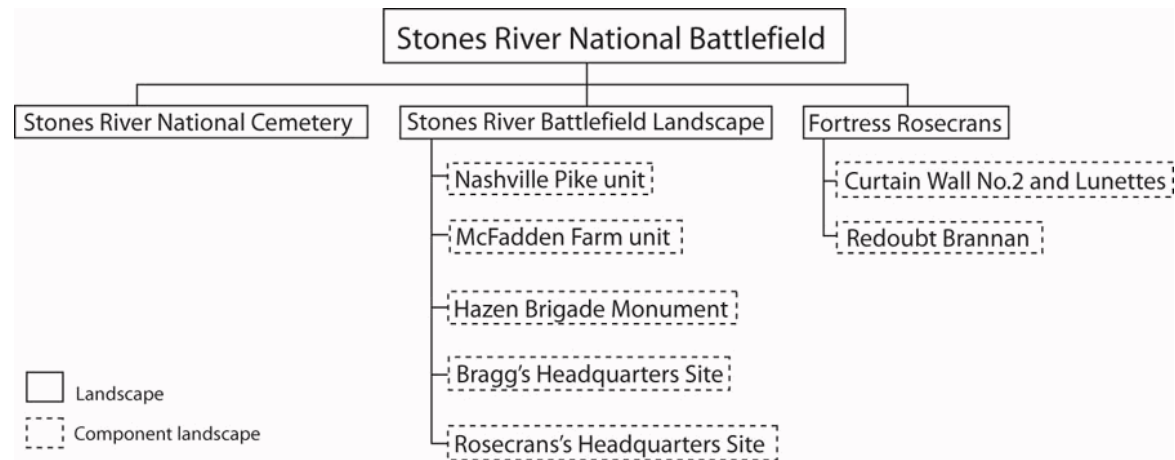 Stones River National Battlefield
Stones River National Cemetery
Stones River Battlefield Landscape
Fortress Rosecrans
Nashville Pike unit
McFadden Farm unit
Hazen Brigade Monument
Bragg's Headquarters Site
Rosecrans's Headquarters Site
Curtain Wall No.2 and Lunettes
Redoubt Brannan
Landscape
Component landscape